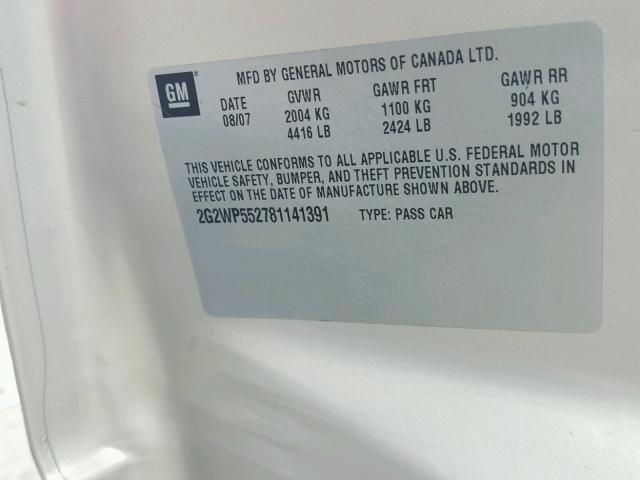 GM
MFD BY GENERAL MOTORS OF CANADA LTD.
DATE GVWR GAWR FRT GAWR RR
08/07 2004 KG 1100 KG 904 KG
4416 LB 2424 LB 1992 LB
THIS VEHICLE CONFORMS TO ALL APPLICABLE U.S. FEDERAL MOTOR
VEHICLE SAFETY, BUMPER, AND THEFT PREVENTION STANDARDS IN
EFFECT ON THE DATE OF MANUFACTURE SHOWN ABOVE.
2G2WP552781141391 TYPE: PASS CAR